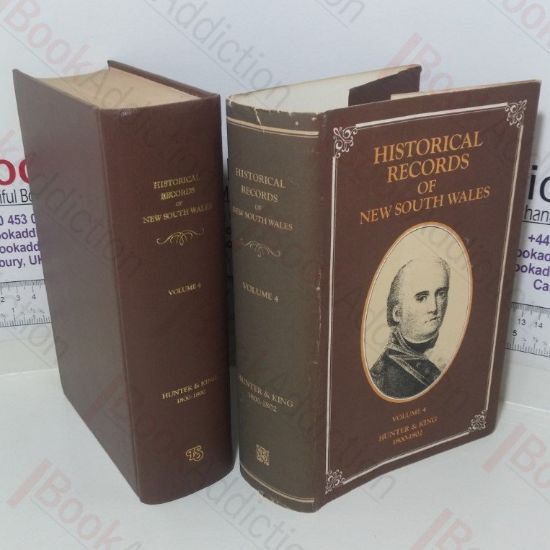 HISTORICAL
RECORDS
OF
NEW SOUTH WALES
VOLUME 4
HUNTER & KING
1800-1802
HISTORICAL
RECORDS
OF
NEW SOUTH WALES
VOLUME 4
HUNTER & KING
1800-1802
HISTORICAL
RECORDS
OF
NEW SOUTH WALES
VOLUME 4
HUNTER & KING
1800-1802
BookAddiction